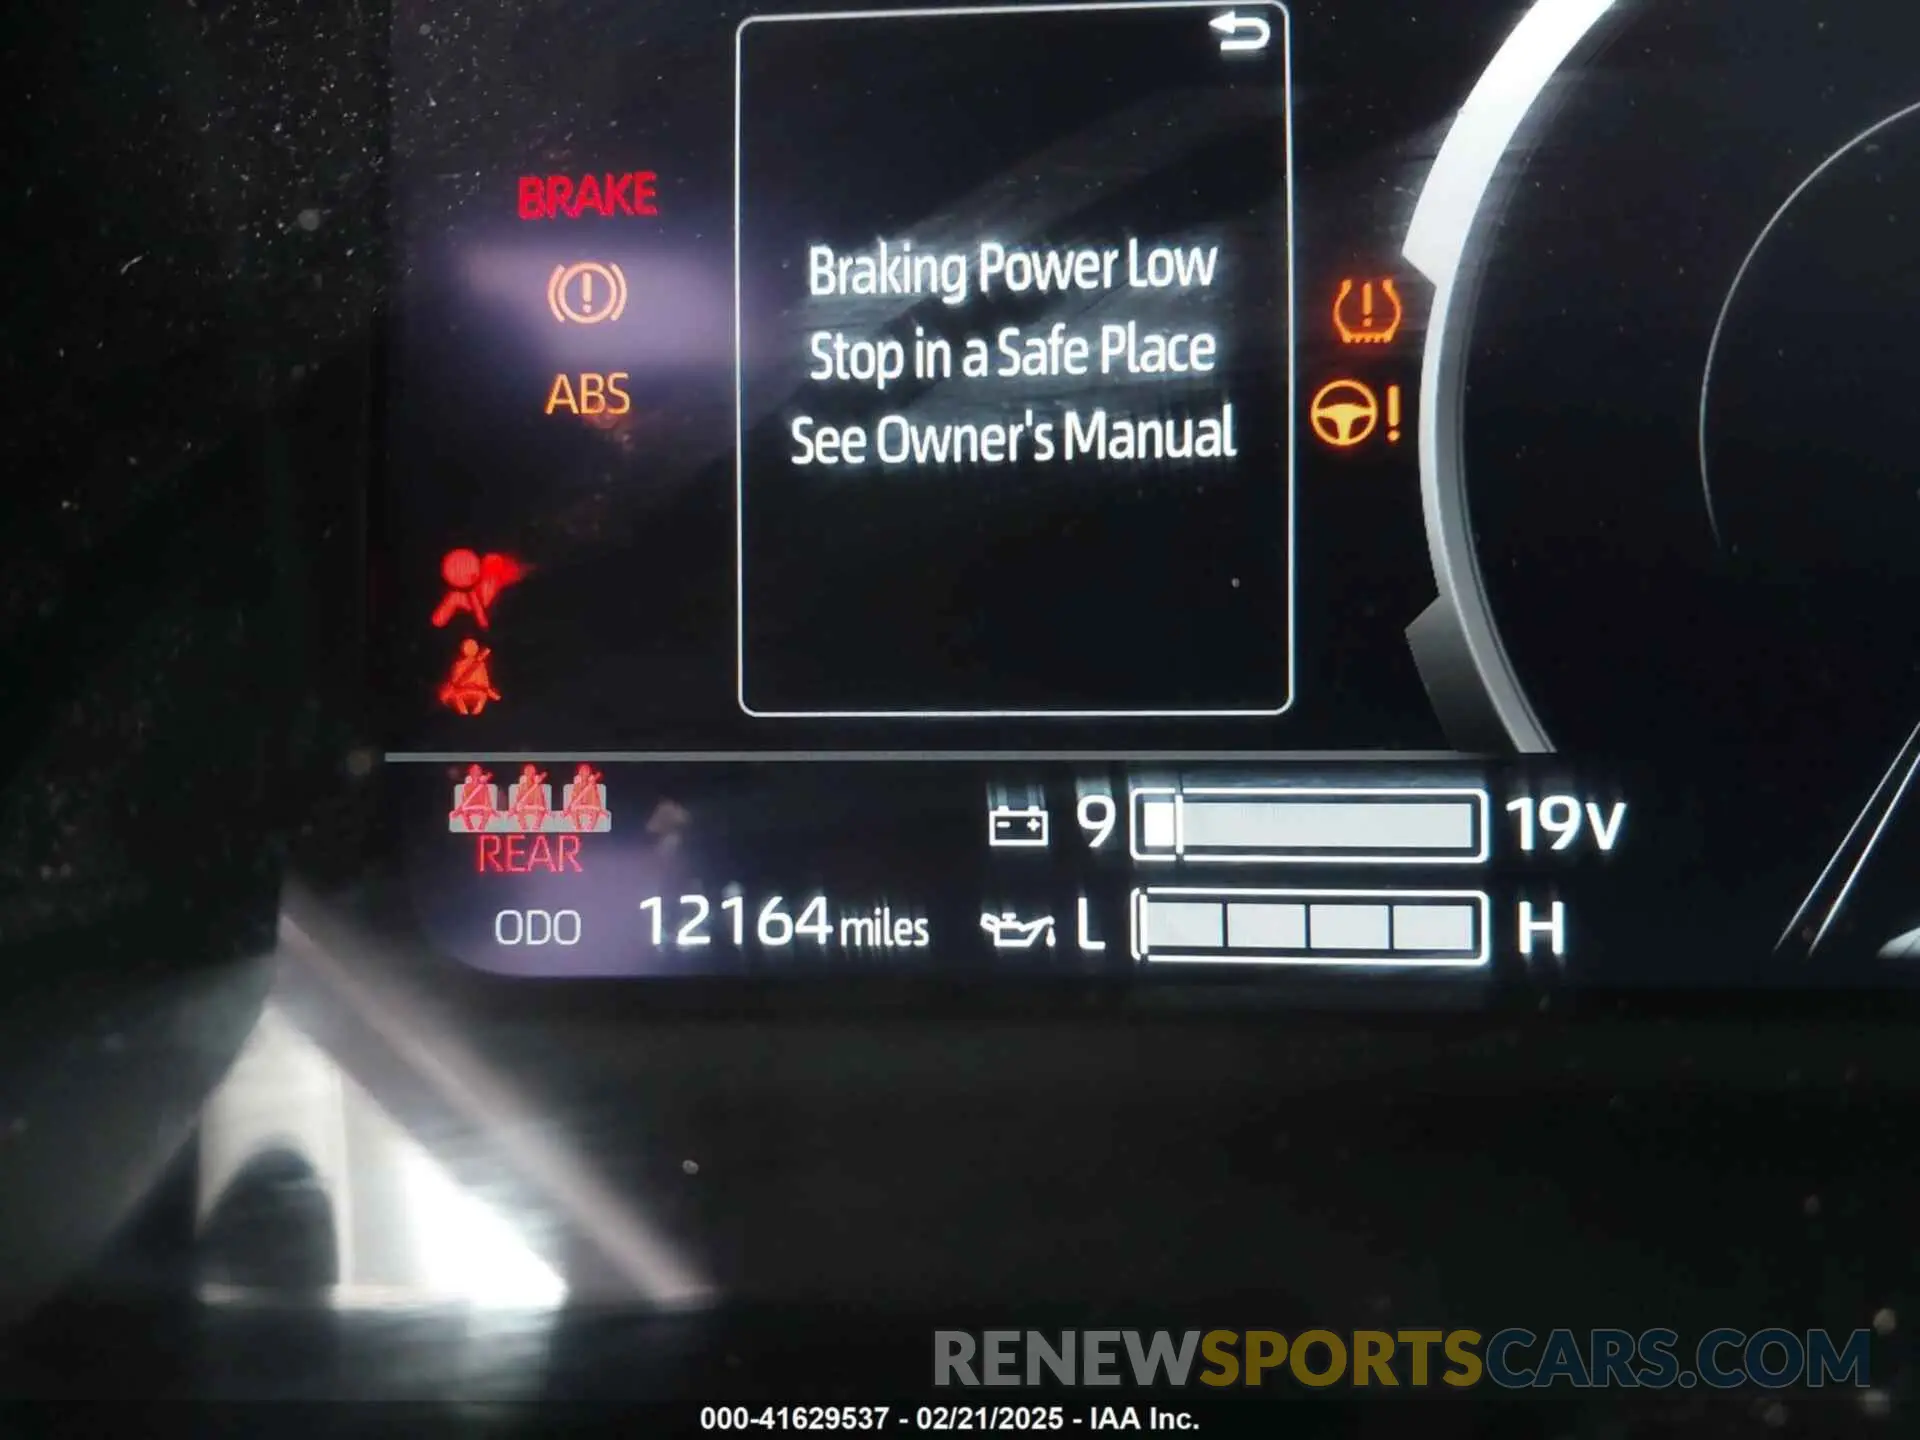 BRAKE
ABS
Braking Power Low
Stop in a Safe Place
See Owner's Manual
REAR
9 19V
ODO 12164 miles
L H
RENEWSPORTSCARS.COM
000-41629537 - 02/21/2025 - IAA Inc.